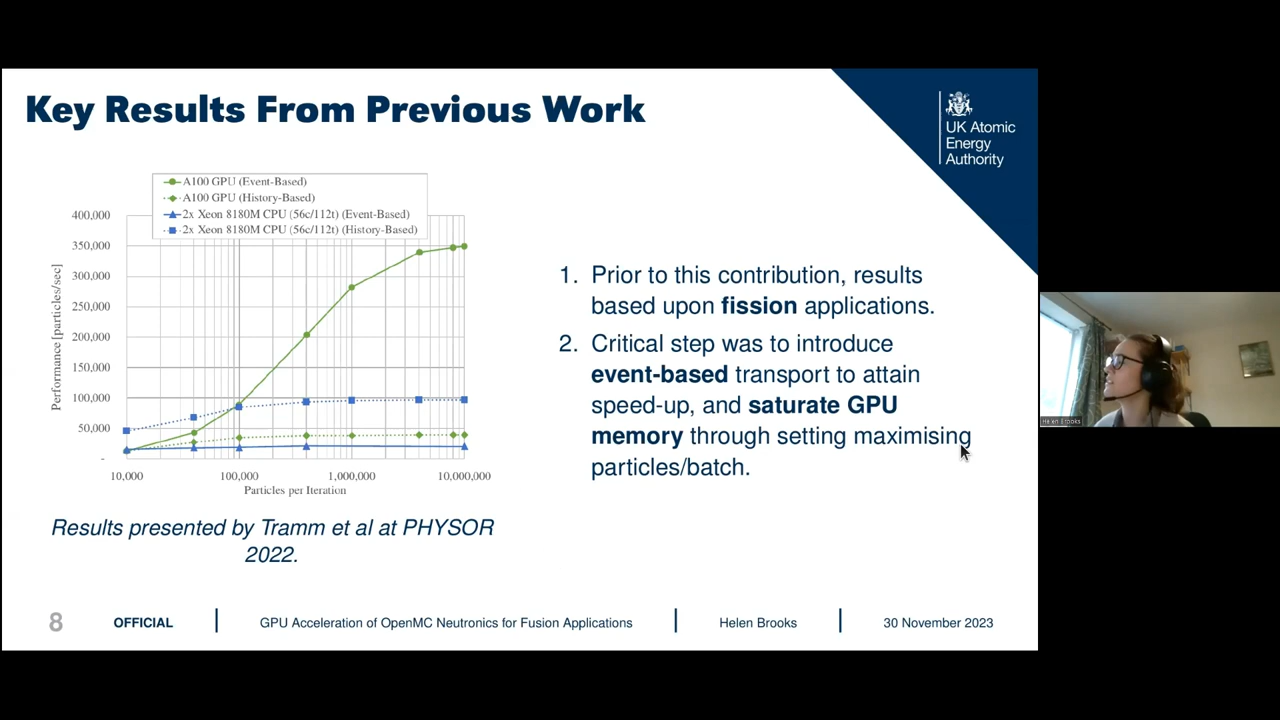 Key Results From Previous Work
UK Atomic
Energy
Authority
A100 GPU (Event-Based)
A100 GPU (History-Based)
2x Xeon 8180M CPU (56c/112t) (Event-Based)
2x Xeon 8180M CPU (56c/112t) (History-Based)
400,000
350,000
300,000
250,000
200,000
150,000
100,000
50,000
-
Performance [particles/sec]
10,000 100,000 1,000,000 10,000,000
Particles per Iteration
Results presented by Tramm et al at PHYSOR
2022.
1. Prior to this contribution, results
based upon fission applications.
2. Critical step was to introduce
event-based transport to attain
speed-up, and saturate GPU
memory through setting maximising
particles/batch.
Helen Brooks
8 OFFICIAL GPU Acceleration of OpenMC Neutronics for Fusion Applications Helen Brooks 30 November 2023